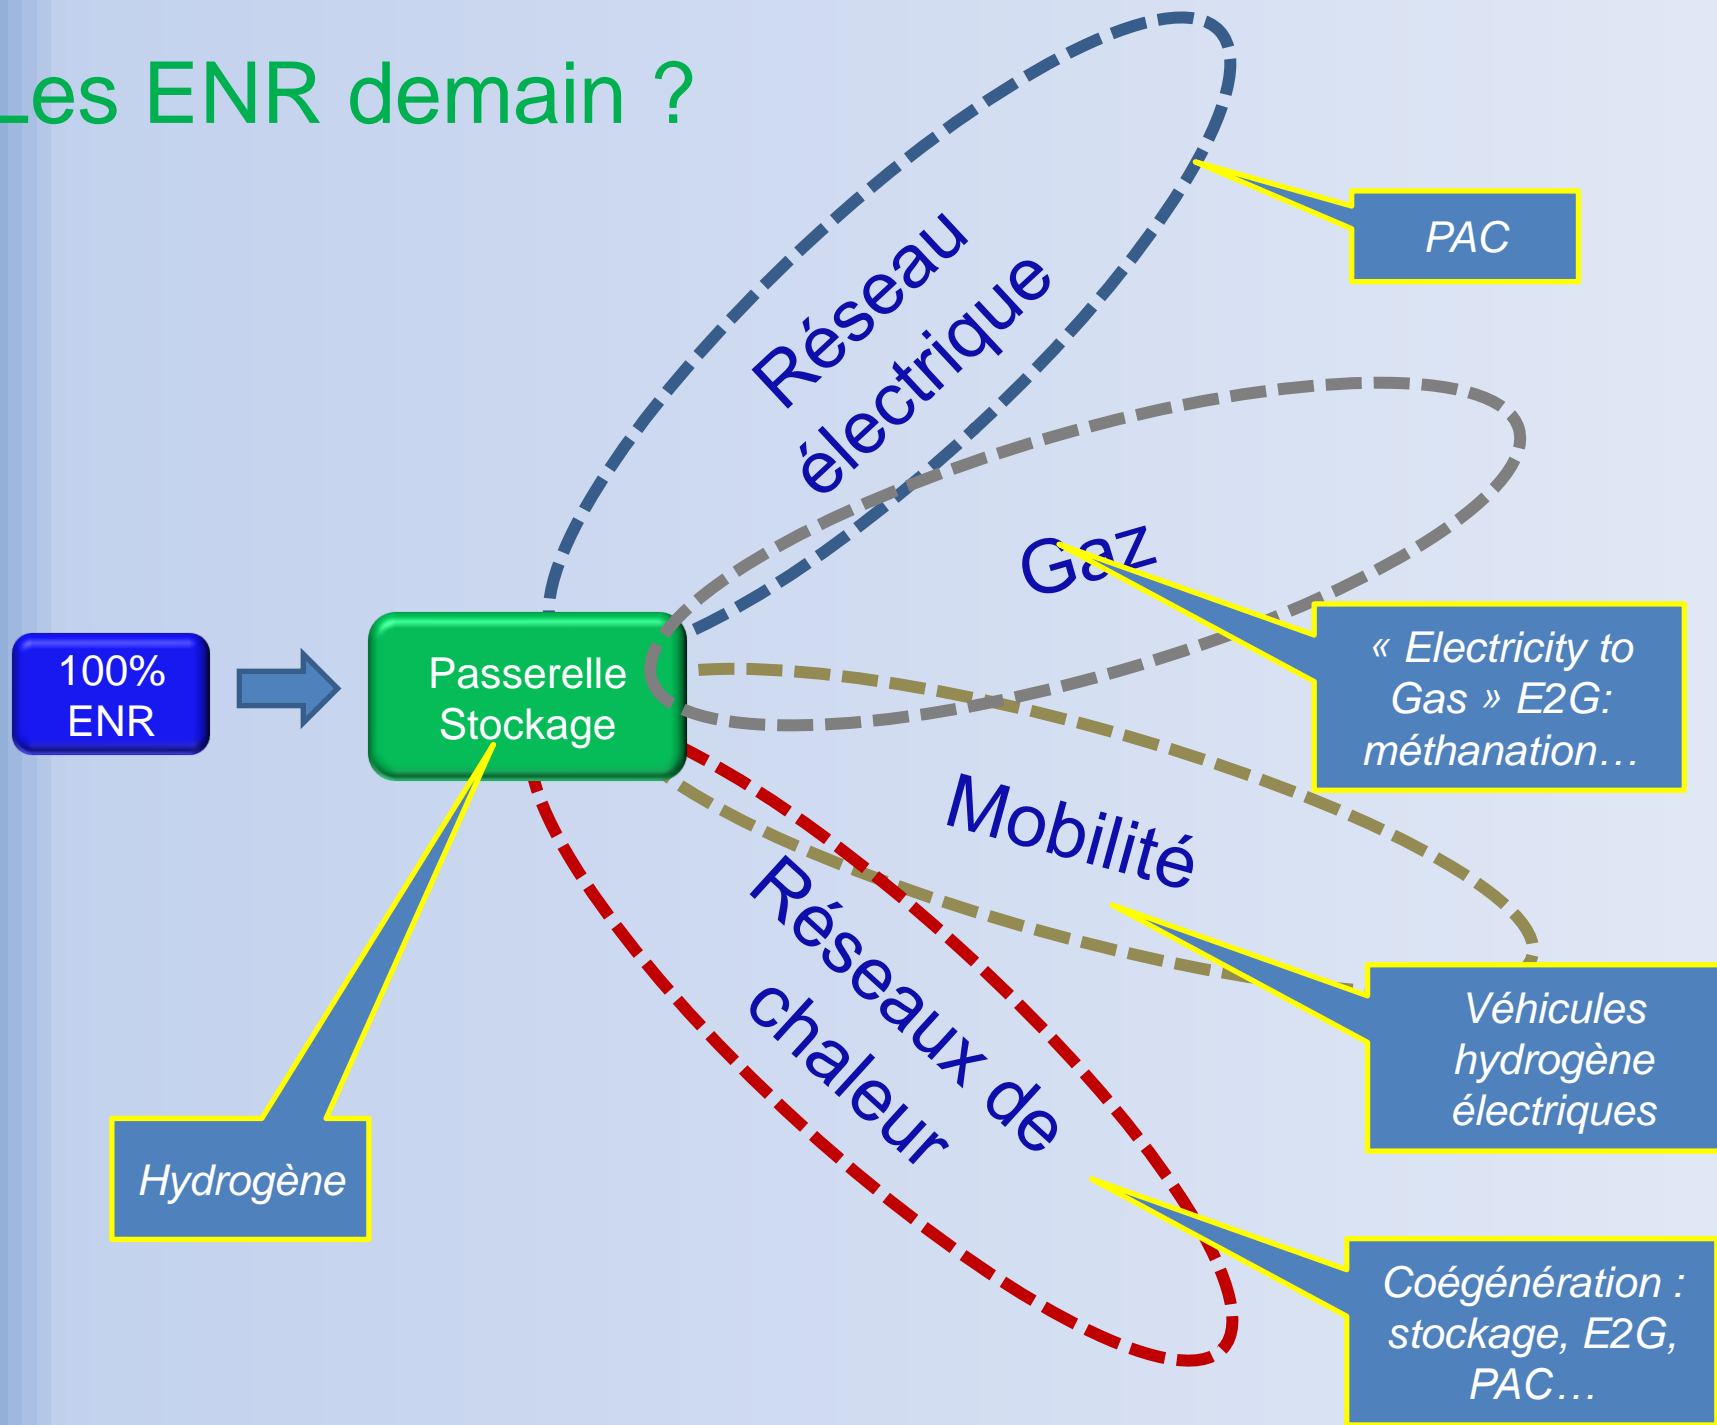 Les ENR demain ?
Réseau
électrique
PAC
Gaz
« Electricity to
Gas » E2G:
méthanation…
100%
ENR
Passerelle
Stockage
Mobilité
Véhicules
hydrogène
électriques
Réseaux de
chaleur
Hydrogène
Coégénération :
stockage, E2G,
PAC…